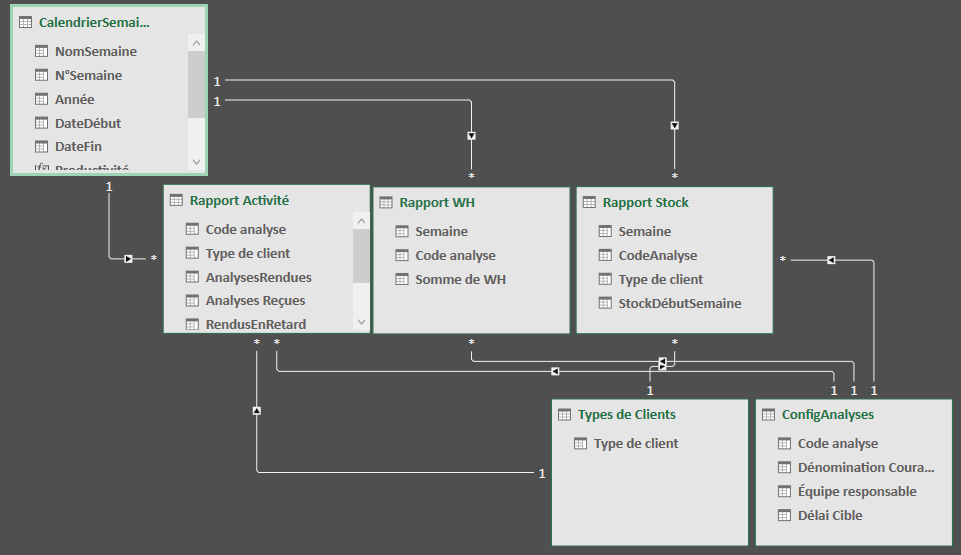 CalendrierSemai...
NomSemaine
N°Semaine
Année
DateDébut
DateFin
Productivité
1
1
1
*
*
*
Rapport Activité
Code analyse
Type de client
AnalysesRendues
Analyses Reçues
RendusEnRetard
Rapport WH
Semaine
Code analyse
Somme de WH
Rapport Stock
Semaine
CodeAnalyse
Type de client
StockDébutSemaine
*
* *
*
*
1
1 1 1
1
Types de Clients
Type de client
ConfigAnalyses
Code analyse
Dénomination Coura...
Équipe responsable
Délai Cible